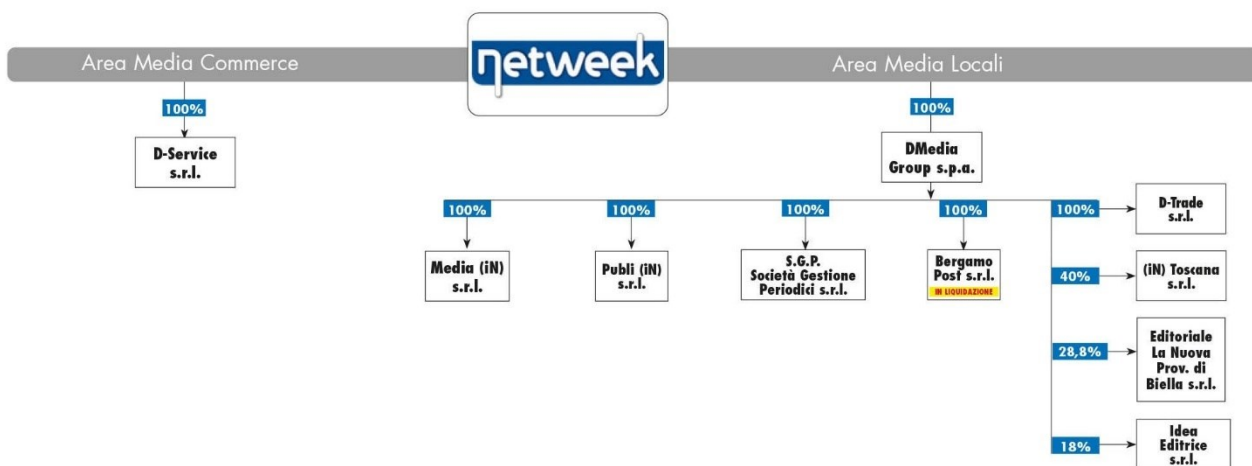 Area Media Commerce
netweek
Area Media Locali
100%
100%
D-Service
s.r.l.
DMedia
Group s.p.a.
100%
100%
100%
100%
100%
D-Trade
s.r.l.
Media (iN)
s.r.l.
Publi (iN)
s.r.l.
S.G.P.
Società Gestione
Periodici s.r.l.
Bergamo
Post s.r.l.
IN LIQUIDAZIONE
40%
(iN) Toscana
s.r.l.
28,8%
Editoriale
La Nuova
Prov. di
Biella s.r.l.
18%
Idea
Editrice
s.r.l.